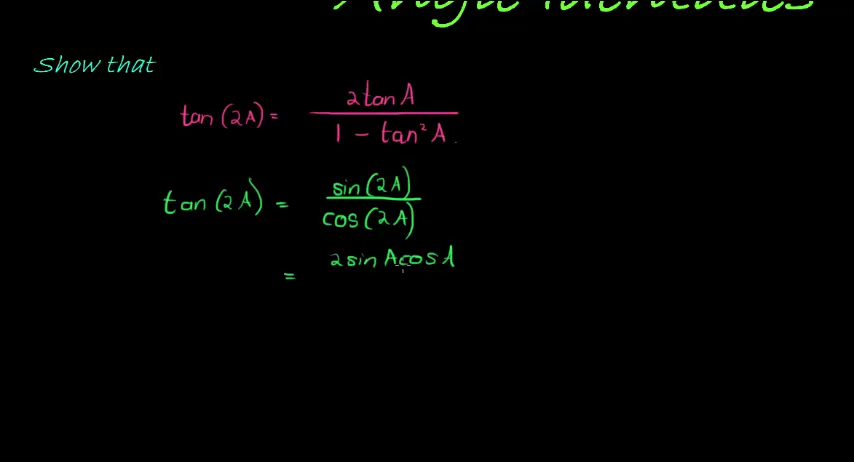 Show that
tan(2A) = 2tanA / 1 - tan²A.
tan(2A) = sin(2A) / cos(2A)
= 2sinAcosA